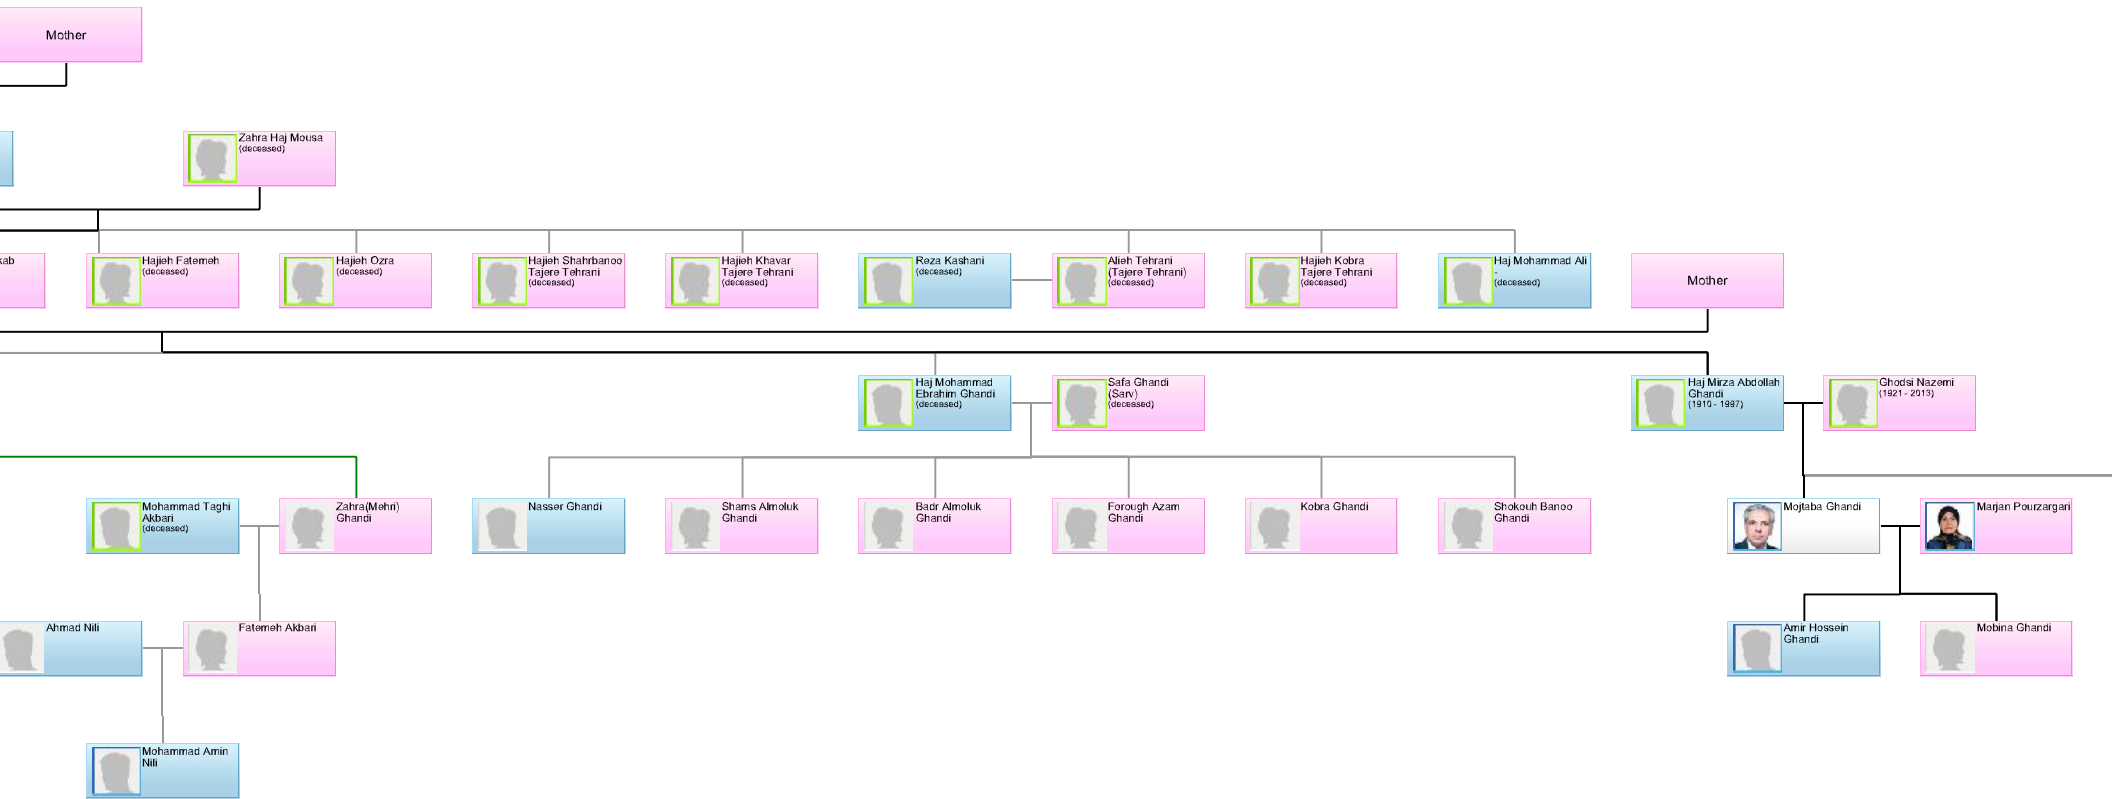 Mother
Zahra Haj Mousa
(deceased)
kab
Hajieh Fatemeh
(deceased)
Hajieh Ozra
(deceased)
Hajieh Shahrbanoo
Tajere Tehrani
(deceased)
Hajieh Khavar
Tajere Tehrani
(deceased)
Reza Kashani
(deceased)
Alieh Tehrani
(Tajere Tehrani)
(deceased)
Hajieh Kobra
Tajere Tehrani
(deceased)
Haj Mohammad Ali
-
(deceased)
Mother
Haj Mohammad
Ebrahim Ghandi
(deceased)
Safa Ghandi
(Sarv)
(deceased)
Haj Mirza Abdollah
Ghandi
(1910 - 1997)
Ghodsi Nazemi
(1921 - 2013)
Mohammad Taghi
Akbari
(deceased)
Zahra(Mehri)
Ghandi
Nasser Ghandi
Shams Almoluk
Ghandi
Badr Almoluk
Ghandi
Forough Azam
Ghandi
Kobra Ghandi
Shokouh Banoo
Ghandi
Mojtaba Ghandi
Marjan Pourzargari
Ahmad Nili
Fatemeh Akbari
Amir Hossein
Ghandi
Mobina Ghandi
Mohammad Amin
Nili